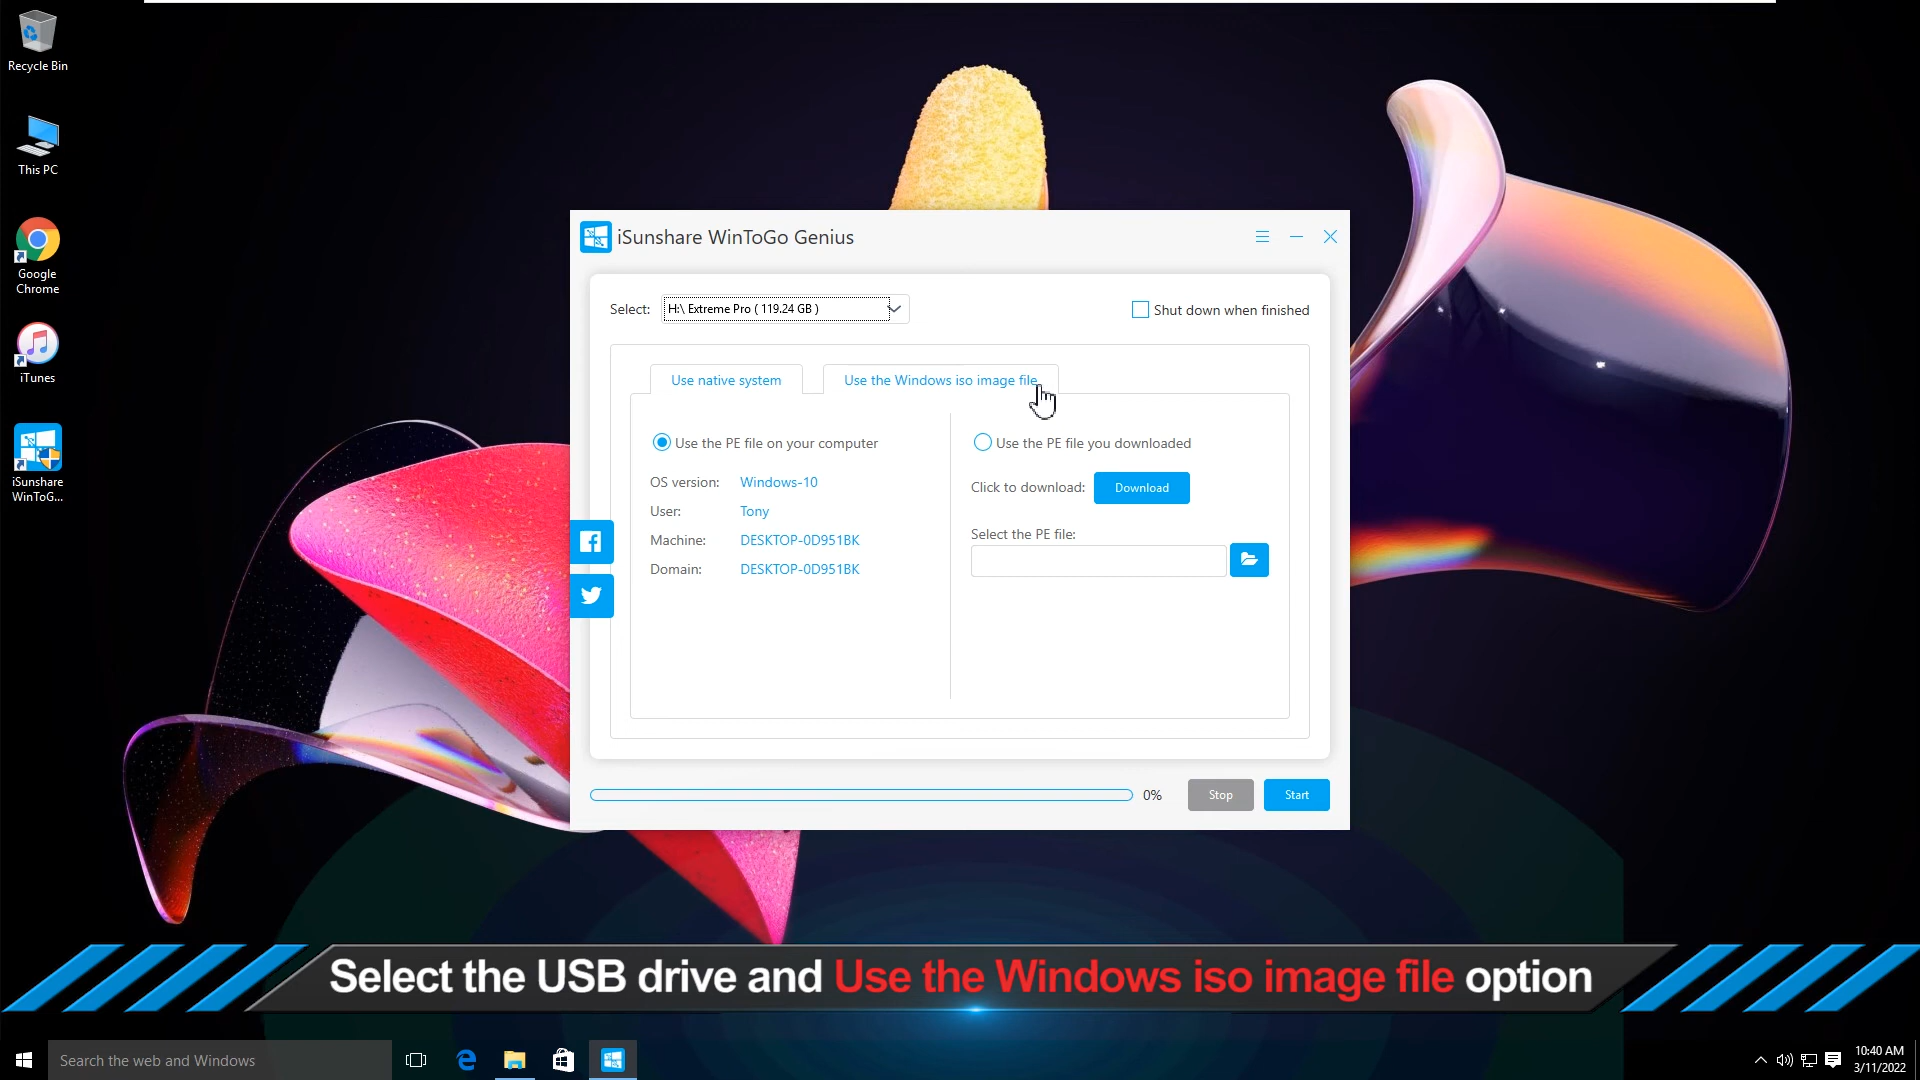 Recycle Bin
This PC
Google
Chrome
iTunes
iSunshare
WinToG...
iSunshare WinToGo Genius
Select: H:\ Extreme Pro ( 119.24 GB )
Shut down when finished
Use native system
Use the Windows iso image file
Use the PE file on your computer
OS version: Windows-10
User: Tony
Machine: DESKTOP-0D951BK
Domain: DESKTOP-0D951BK
Use the PE file you downloaded
Click to download: Download
Select the PE file:
0%
Stop
Start
Select the USB drive and Use the Windows iso image file option
Search the web and Windows
10:40 AM
3/11/2022